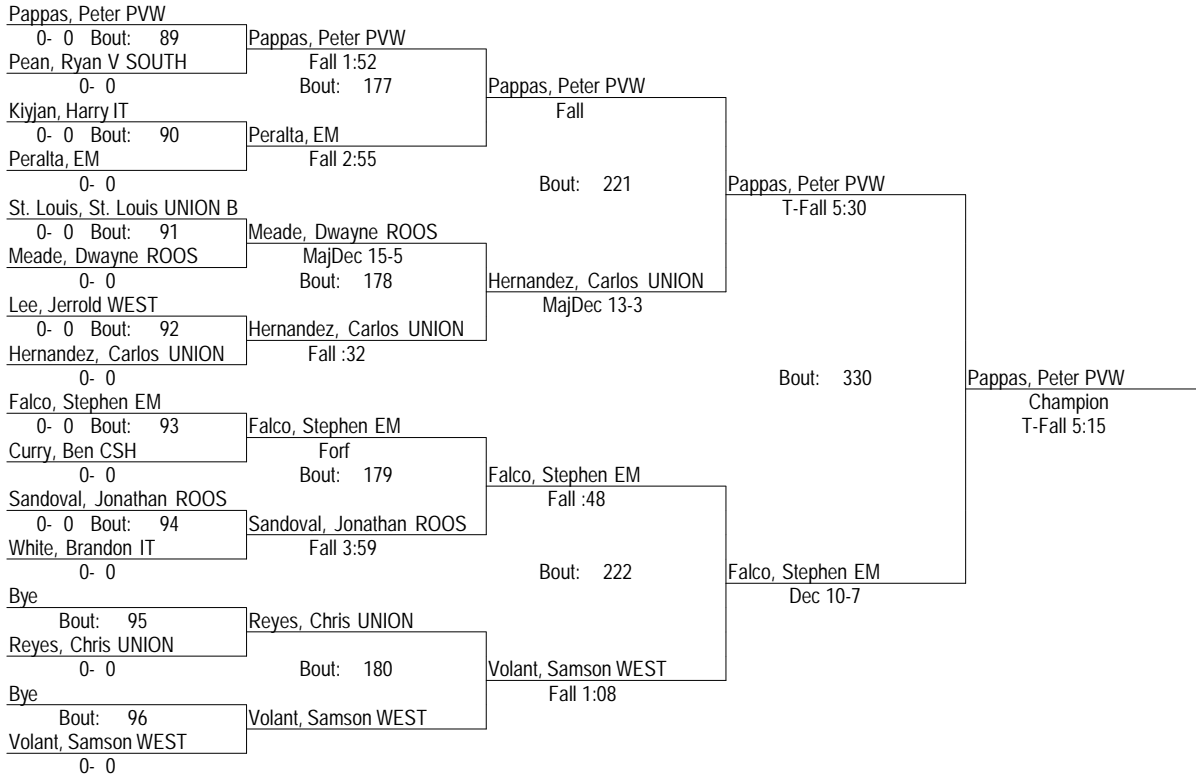 Pappas, Peter PVW
0- 0 Bout: 89
Pean, Ryan V SOUTH
0- 0
Kiyjan, Harry IT
0- 0 Bout: 90
Peralta, EM
0- 0
St. Louis, St. Louis UNION B
0- 0 Bout: 91
Meade, Dwayne ROOS
0- 0
Lee, Jerrold WEST
0- 0 Bout: 92
Hernandez, Carlos UNION
0- 0
Falco, Stephen EM
0- 0 Bout: 93
Curry, Ben CSH
0- 0
Sandoval, Jonathan ROOS
0- 0 Bout: 94
White, Brandon IT
0- 0
Bye
Bout: 95
Reyes, Chris UNION
0- 0
Bye
Bout: 96
Volant, Samson WEST
0- 0
Pappas, Peter PVW
Fall 1:52
Bout: 177
Peralta, EM
Fall 2:55
Meade, Dwayne ROOS
MajDec 15-5
Bout: 178
Hernandez, Carlos UNION
Fall :32
Falco, Stephen EM
Forf
Bout: 179
Sandoval, Jonathan ROOS
Fall 3:59
Reyes, Chris UNION
Bout: 180
Volant, Samson WEST
Pappas, Peter PVW
Fall
Bout: 221
Hernandez, Carlos UNION
MajDec 13-3
Falco, Stephen EM
Fall :48
Bout: 222
Volant, Samson WEST
Fall 1:08
Pappas, Peter PVW
T-Fall 5:30
Bout: 330
Falco, Stephen EM
Dec 10-7
Pappas, Peter PVW
Champion
T-Fall 5:15